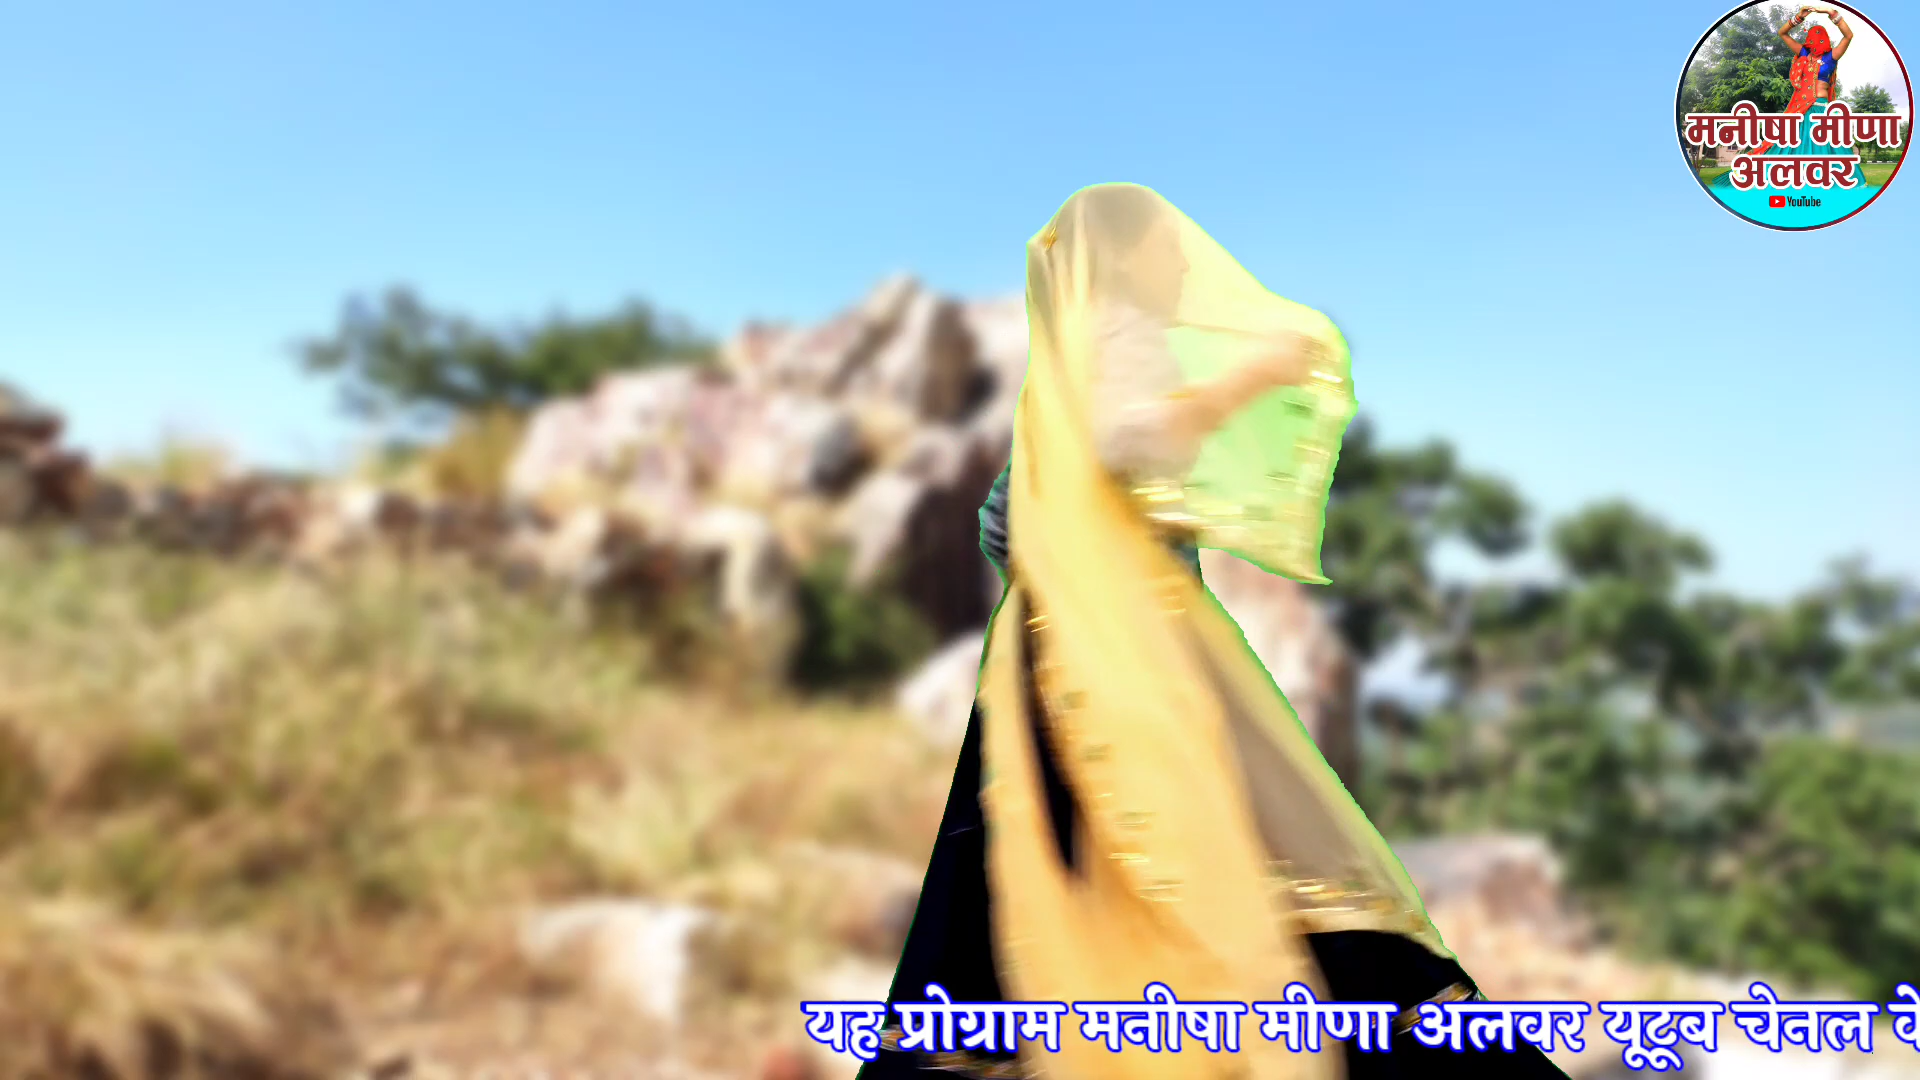 मनीषा मीणा
अलवर
YouTube
यह प्रोग्राम मनीषा मीणा अलवर यूटूब चेनल